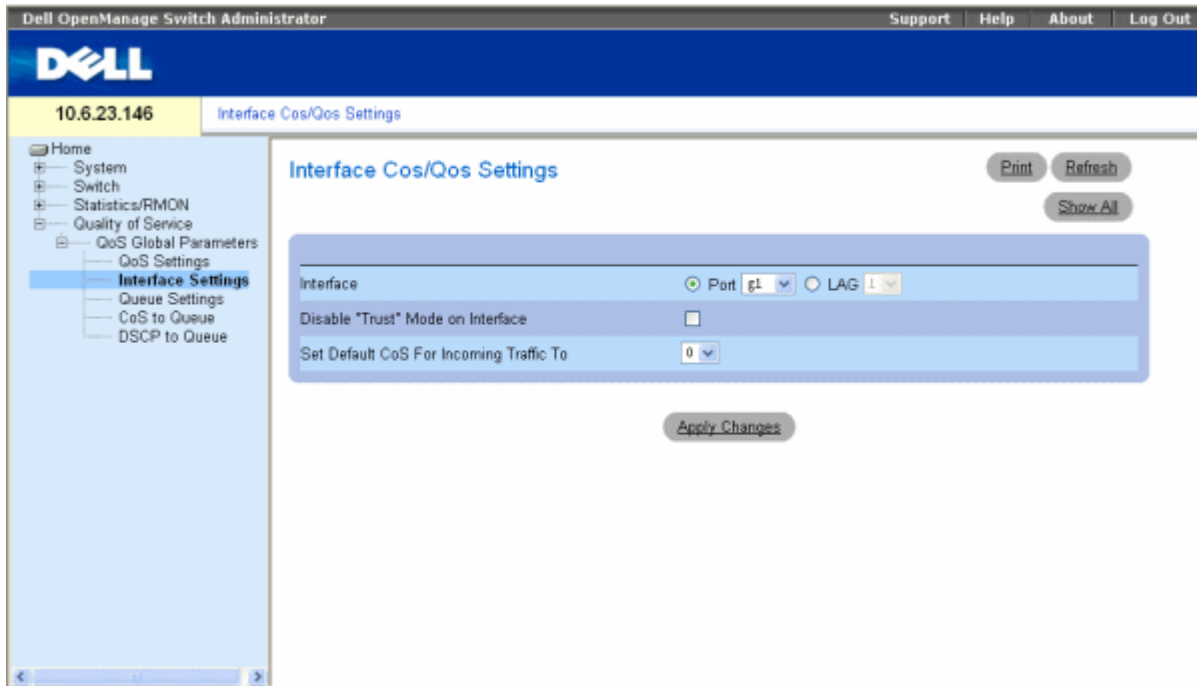 Dell OpenManage Switch Administrator
Support | Help | About | Log Out
DELL
10.6.23.146
Interface Cos/Qos Settings
Home
System
Switch
Statistics/RMON
Quality of Service
QoS Global Parameters
QoS Settings
Interface Settings
Queue Settings
CoS to Queue
DSCP to Queue
Interface Cos/Qos Settings
Print
Refresh
Show All
Interface Port g1 LAG 1
Disable "Trust" Mode on Interface
Set Default CoS For Incoming Traffic To 0
Apply Changes